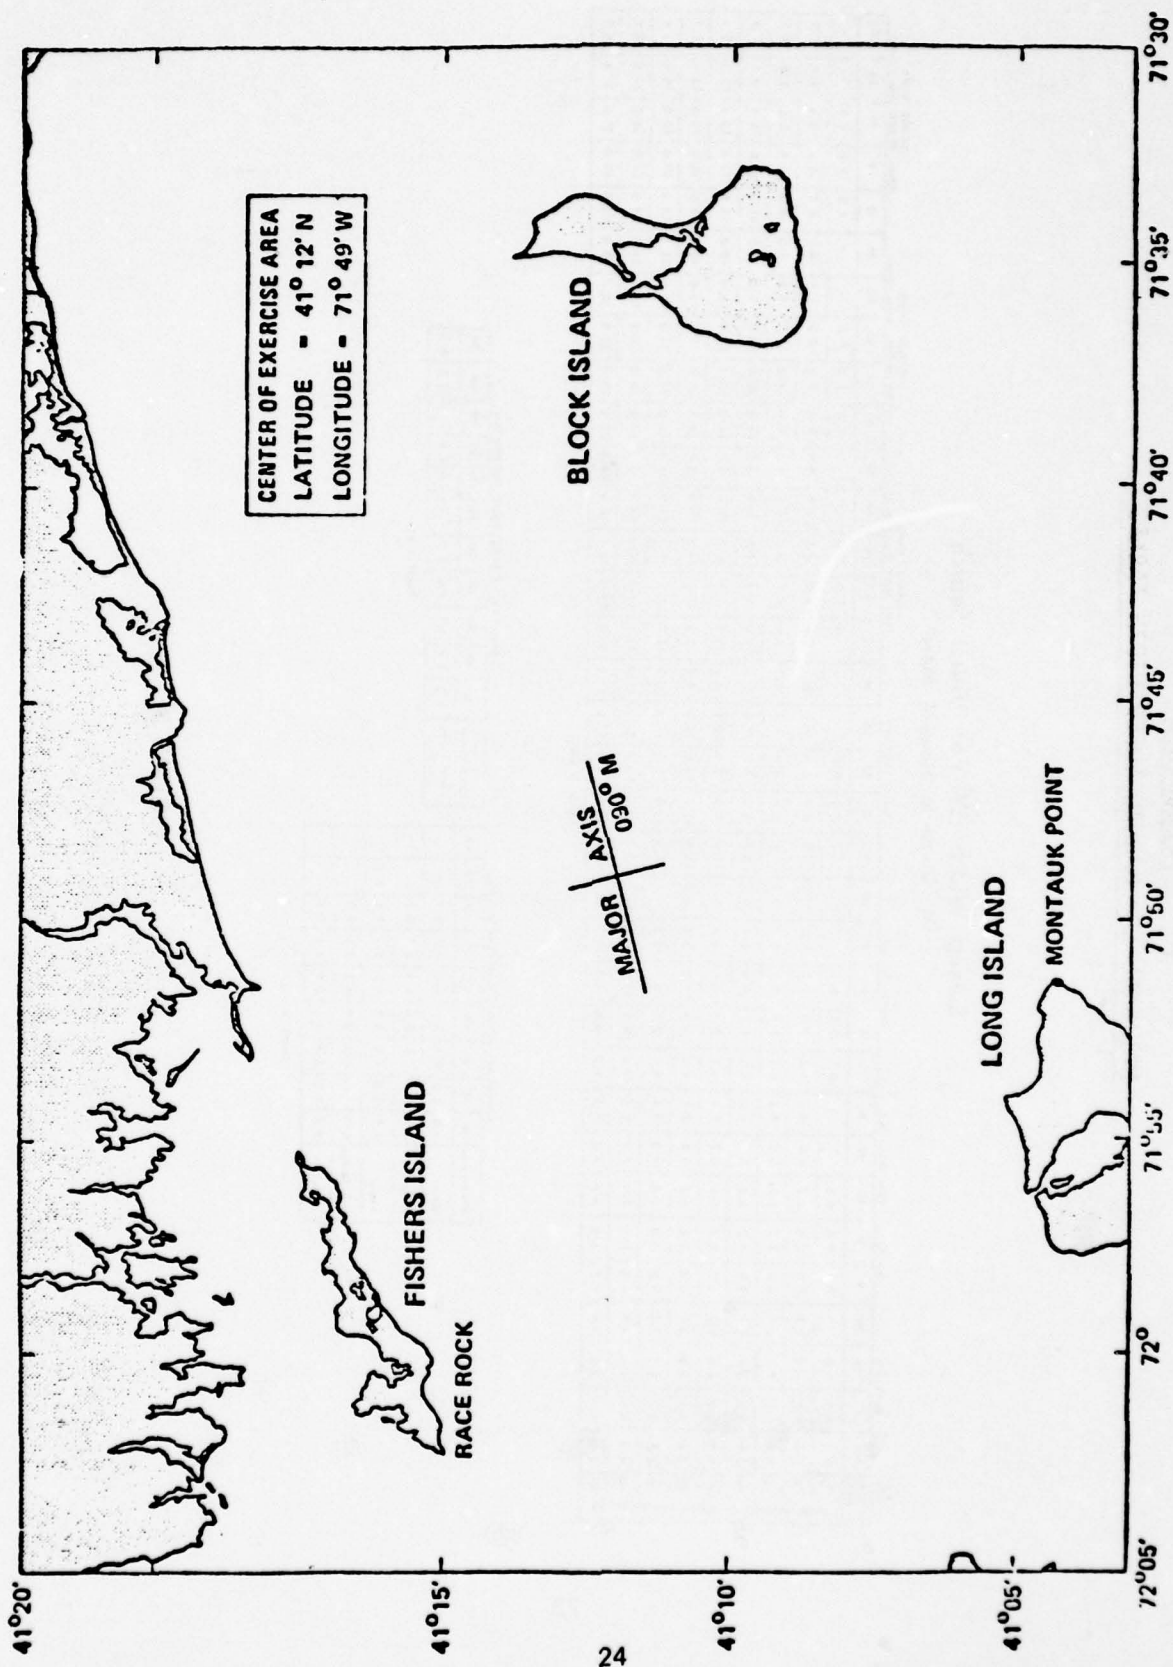 CENTER OF EXERCISE AREA
LATITUDE = 41° 12' N
LONGITUDE = 71° 49' W
BLOCK ISLAND
MAJOR AXIS
090° M
FISHERS ISLAND
RACE ROCK
LONG ISLAND
MONTAUK POINT
41°20'
41°15'
41°10'
41°05'
72°05'
72°
71°55'
71°50'
71°45'
71°40'
71°35'
71°30'
24